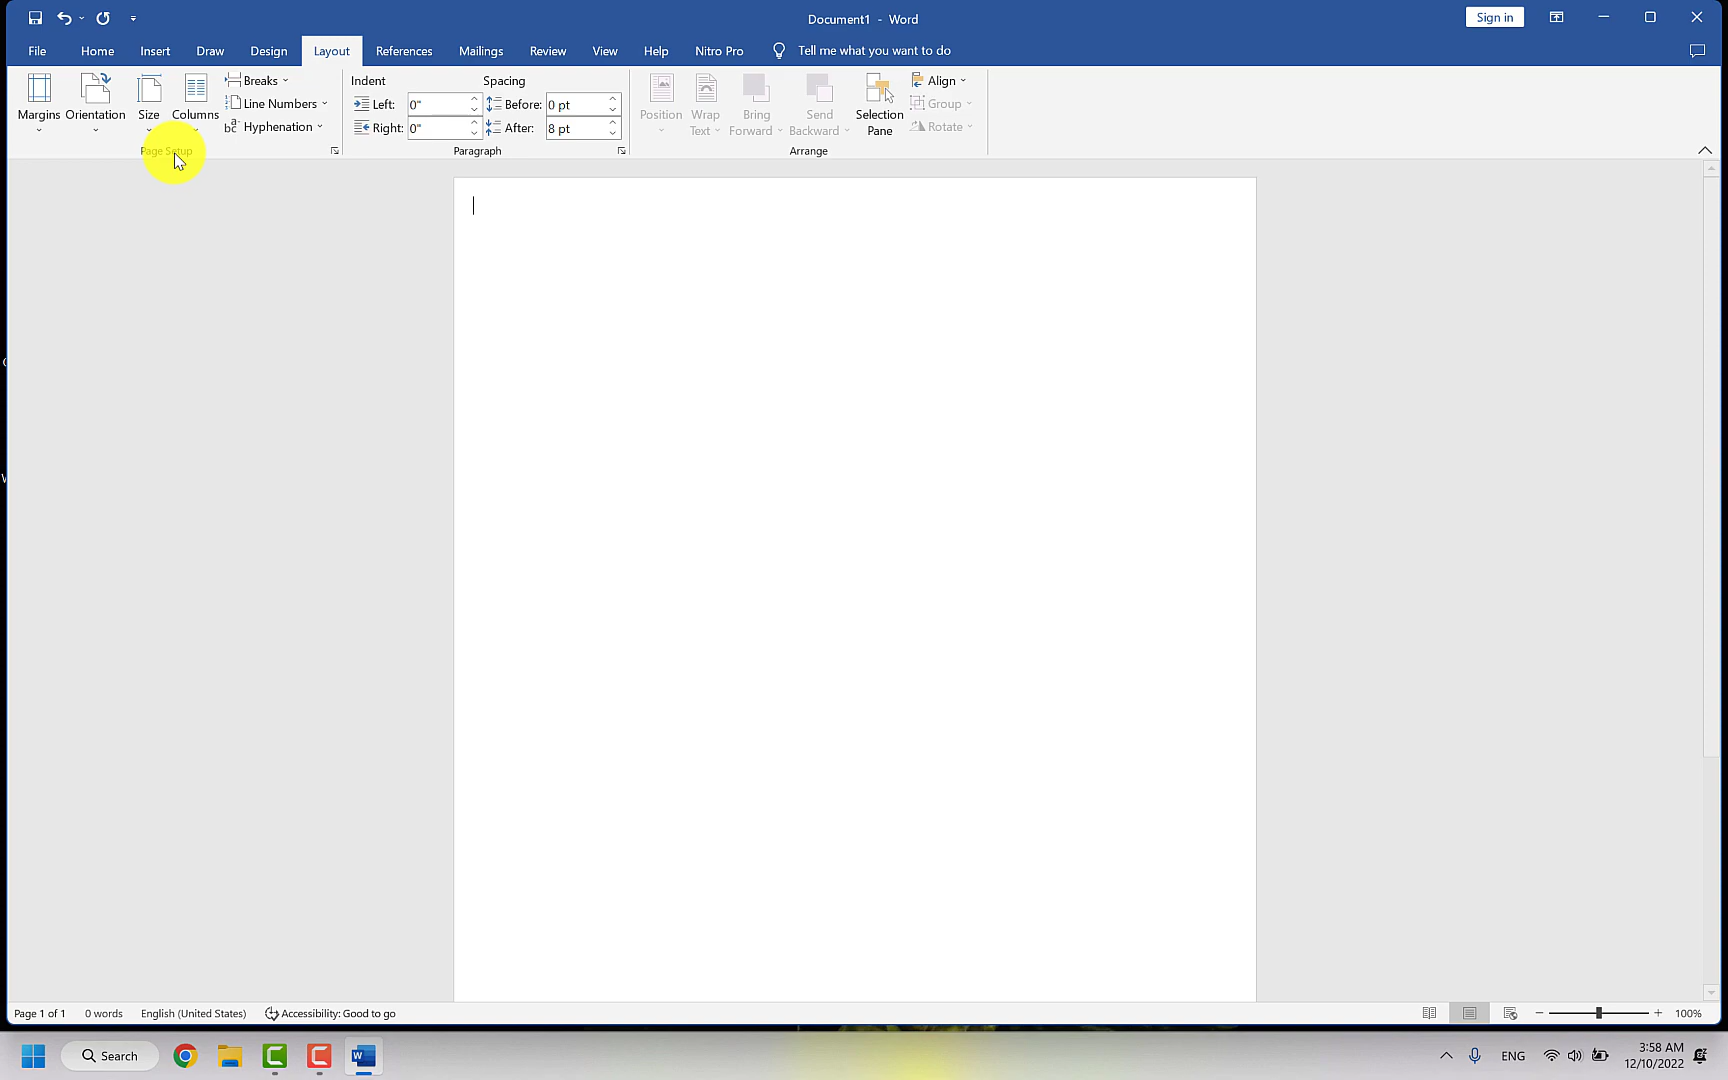 Document1 - Word
Sign in
File Home Insert Draw Design Layout References Mailings Review View Help Nitro Pro Tell me what you want to do
Margins Orientation Size Columns
Breaks
Line Numbers
Hyphenation
Page Setup
Indent Spacing
Left: 0" Before: 0 pt
Right: 0" After: 8 pt
Paragraph
Position Wrap Text Bring Forward Send Backward Selection Pane
Align
Group
Rotate
Arrange
Page 1 of 1 0 words English (United States) Accessibility: Good to go 100%
Search ENG 3:58 AM
12/10/2022